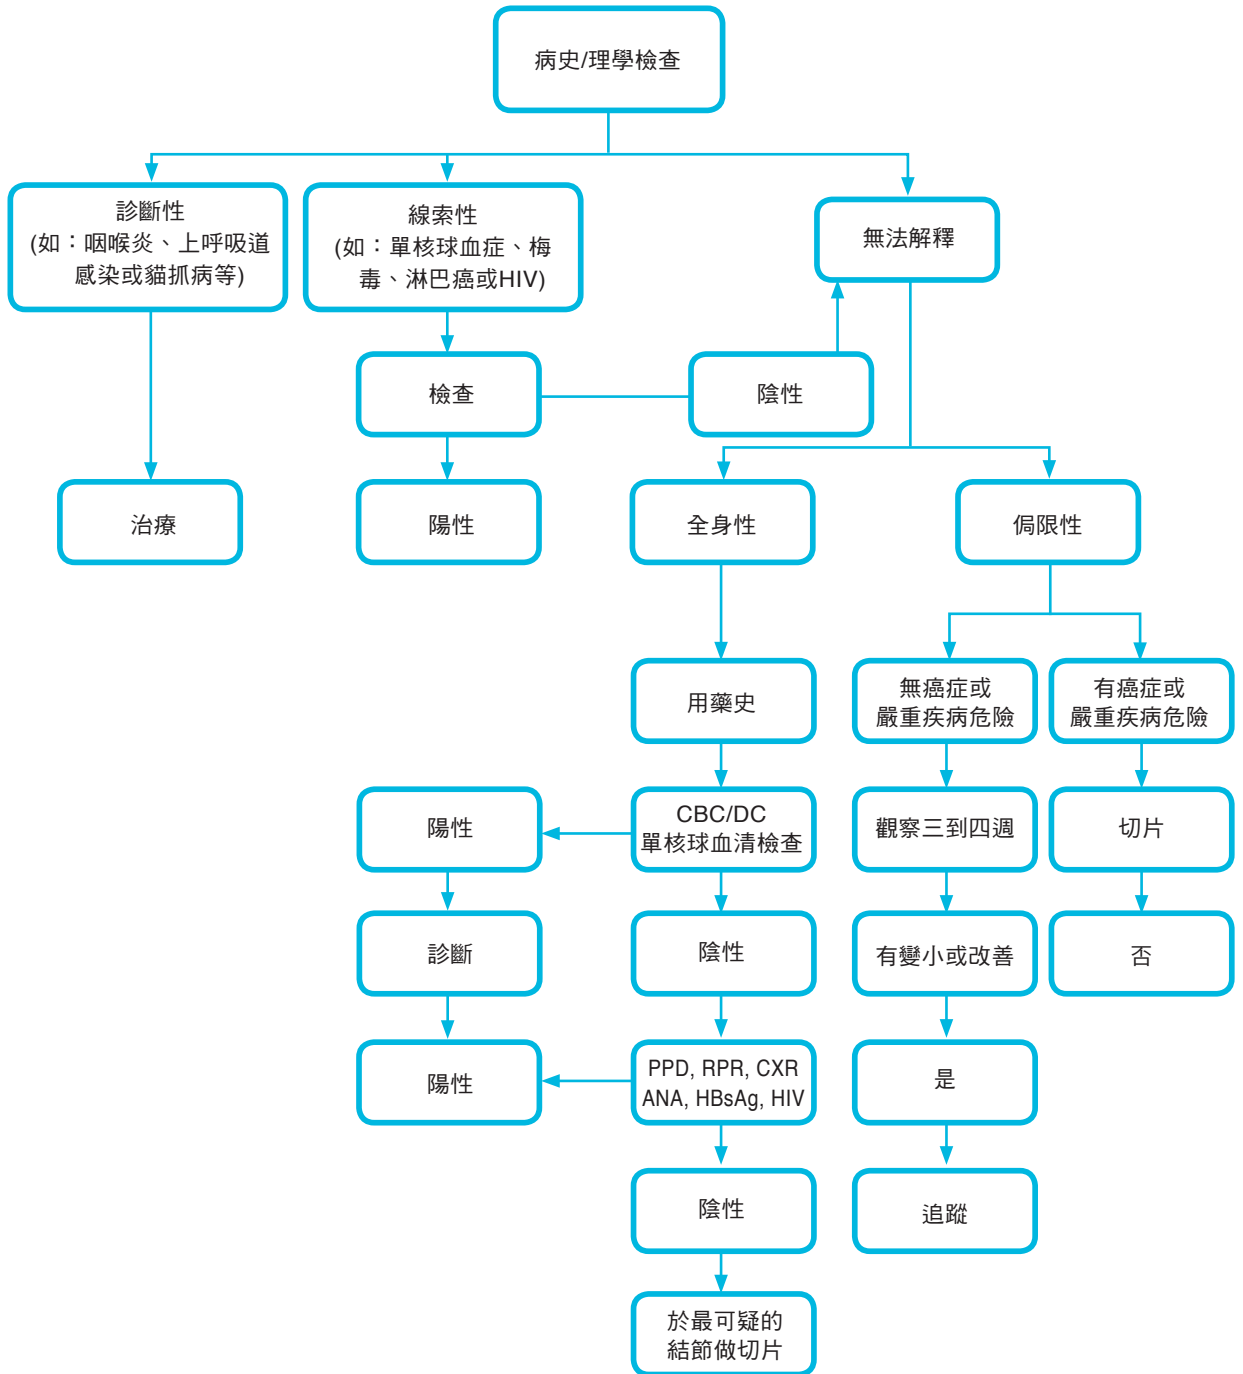 病史/理學檢查
診斷性
(如：咽喉炎、上呼吸道
感染或貓抓病等)
線索性
(如：單核球血症、梅
毒、淋巴癌或HIV)
無法解釋
檢查
陰性
治療
陽性
全身性
侷限性
用藥史
無癌症或
嚴重疾病危險
有癌症或
嚴重疾病危險
陽性
CBC/DC
單核球血清檢查
觀察三到四週
切片
診斷
陰性
有變小或改善
否
陽性
PPD, RPR, CXR
ANA, HBsAg, HIV
是
陰性
追蹤
於最可疑的
結節做切片